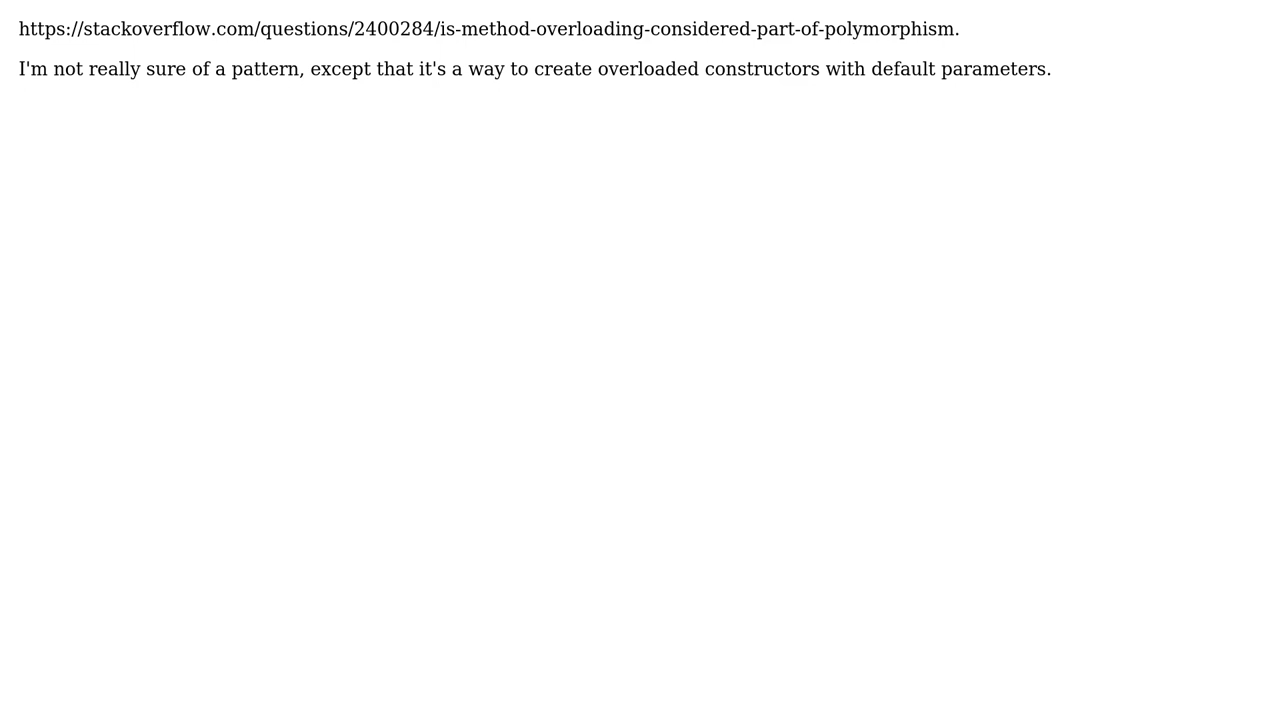 https://stackoverflow.com/questions/2400284/is-method-overloading-considered-part-of-polymorphism.
I'm not really sure of a pattern, except that it's a way to create overloaded constructors with default parameters.